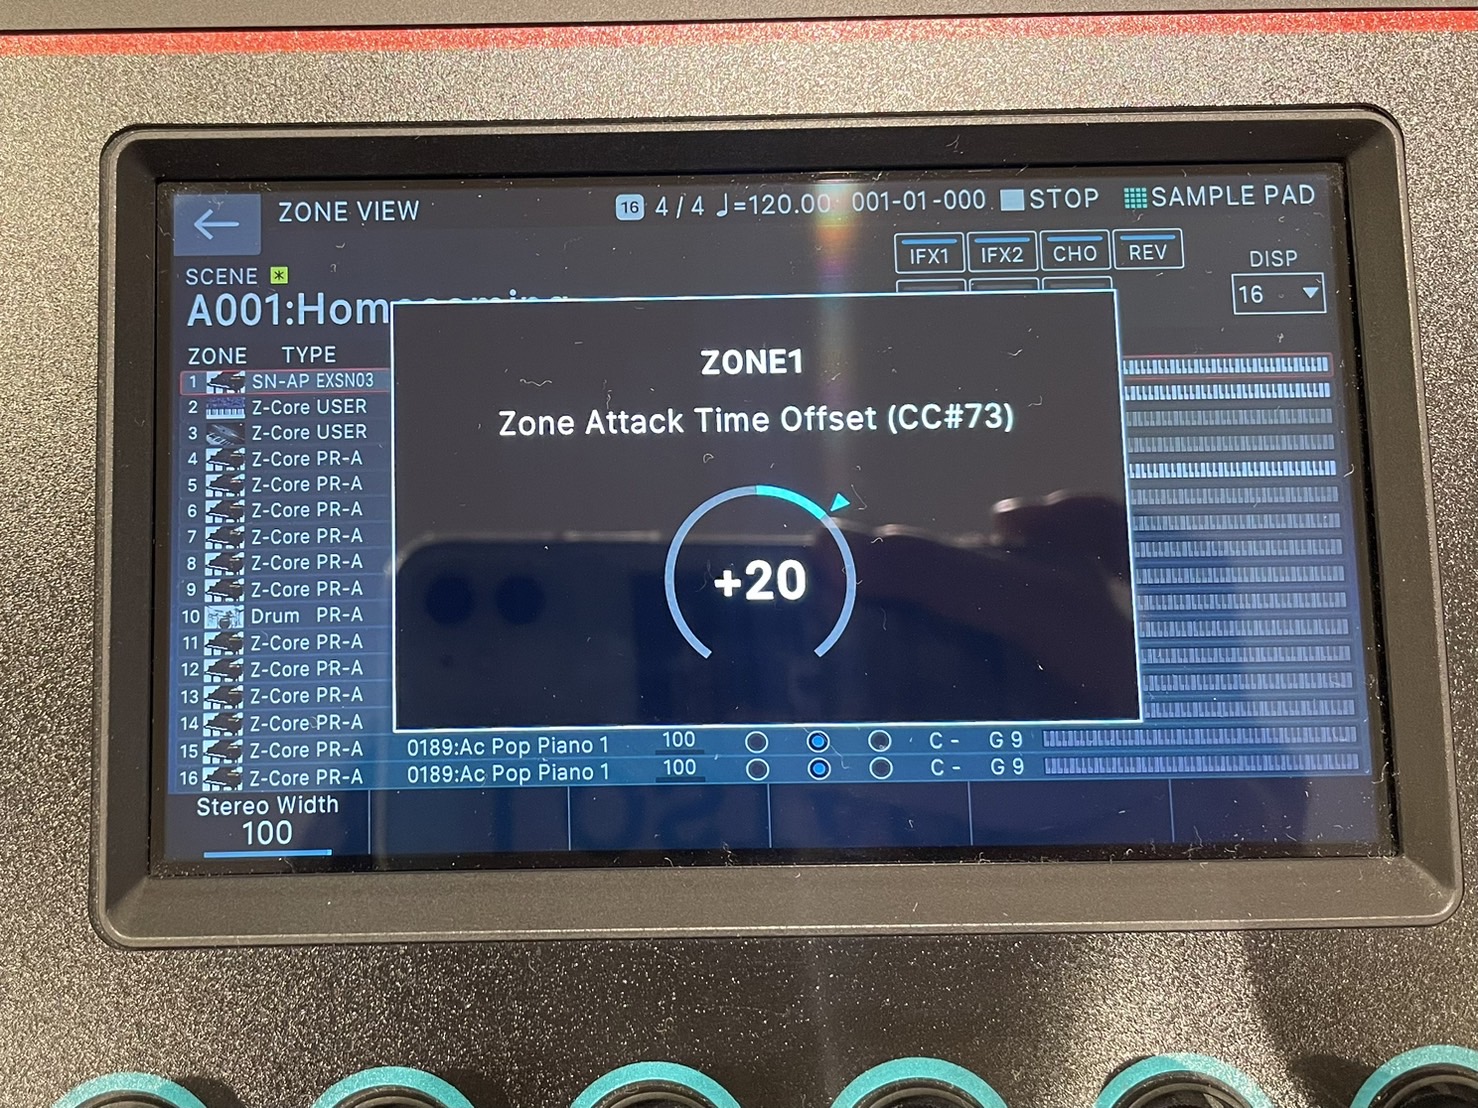 ZONE VIEW
16 4/4 ♩=120.00 001-01-000 STOP SAMPLE PAD
IFX1 IFX2 CHO REV
DISP
16
SCENE *
A001:Homecoming
ZONE TYPE
ZONE1
Zone Attack Time Offset (CC#73)
+20
1 SN-AP EXSN03
2 Z-Core USER
3 Z-Core USER
4 Z-Core PR-A
5 Z-Core PR-A
6 Z-Core PR-A
7 Z-Core PR-A
8 Z-Core PR-A
9 Z-Core PR-A
10 Drum PR-A
11 Z-Core PR-A
12 Z-Core PR-A
13 Z-Core PR-A
14 Z-Core PR-A
15 Z-Core PR-A 0189:Ac Pop Piano 1 100 C - G 9
16 Z-Core PR-A 0189:Ac Pop Piano 1 100 C - G 9
Stereo Width
100